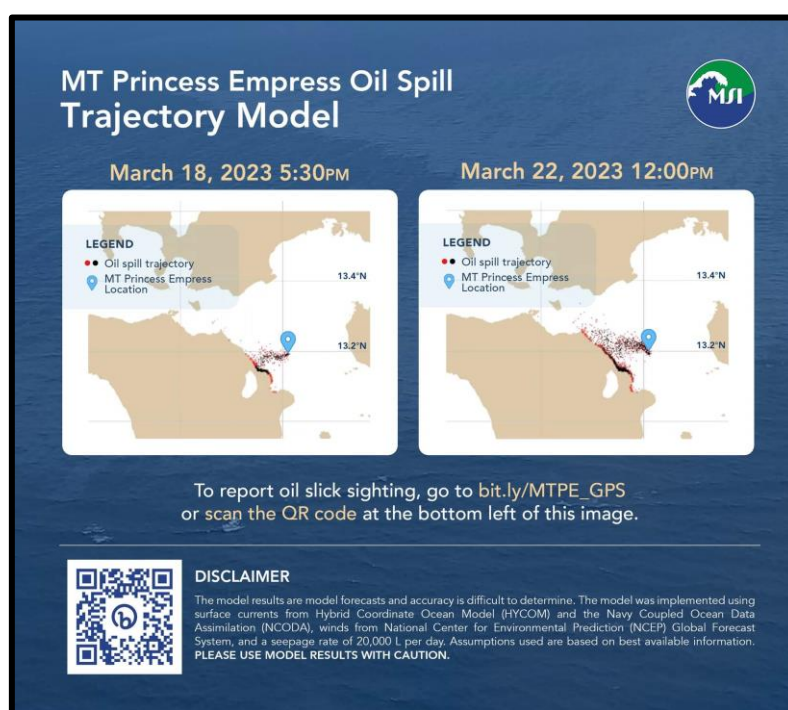 MT Princess Empress Oil Spill
Trajectory Model
MSI
March 18, 2023 5:30PM
March 22, 2023 12:00PM
LEGEND
Oil spill trajectory
MT Princess Empress
Location
13.4°N
13.2°N
LEGEND
Oil spill trajectory
MT Princess Empress
Location
13.4°N
13.2°N
To report oil slick sighting, go to bit.ly/MTPE_GPS
or scan the QR code at the bottom left of this image.
DISCLAIMER
The model results are model forecasts and accuracy is difficult to determine. The model was implemented using
surface currents from Hybrid Coordinate Ocean Model (HYCOM) and the Navy Coupled Ocean Data
Assimilation (NCODA), winds from National Center for Environmental Prediction (NCEP) Global Forecast
System, and a seepage rate of 20,000 L per day. Assumptions used are based on best available information.
PLEASE USE MODEL RESULTS WITH CAUTION.